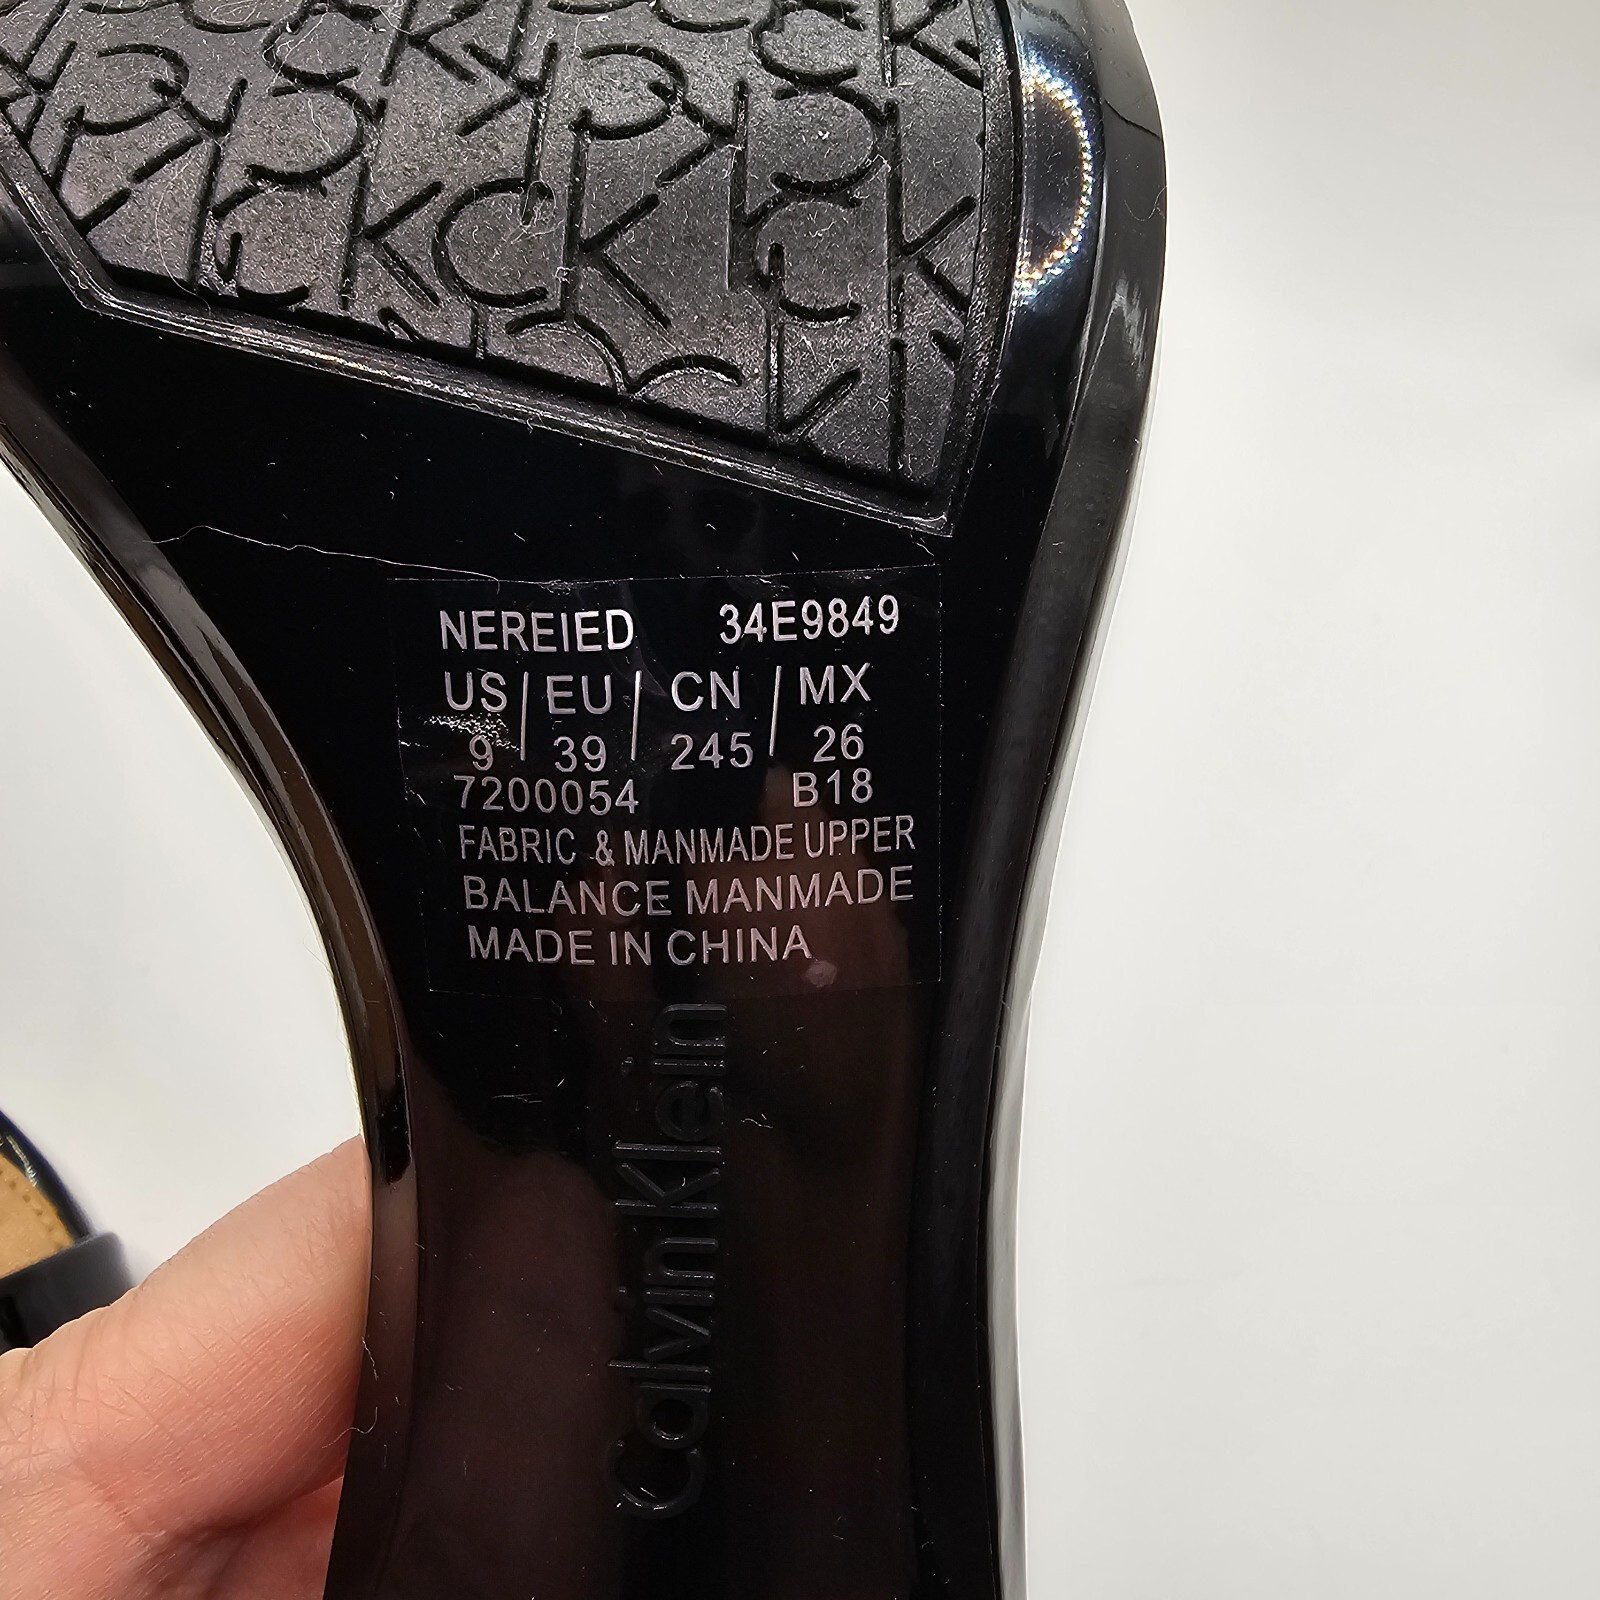 NEREIED 34E9849
US | EU | CN | MX
9 | 39 | 245 | 26
7200054 B18
FABRIC & MANMADE UPPER
BALANCE MANMADE
MADE IN CHINA
Calvin Klein